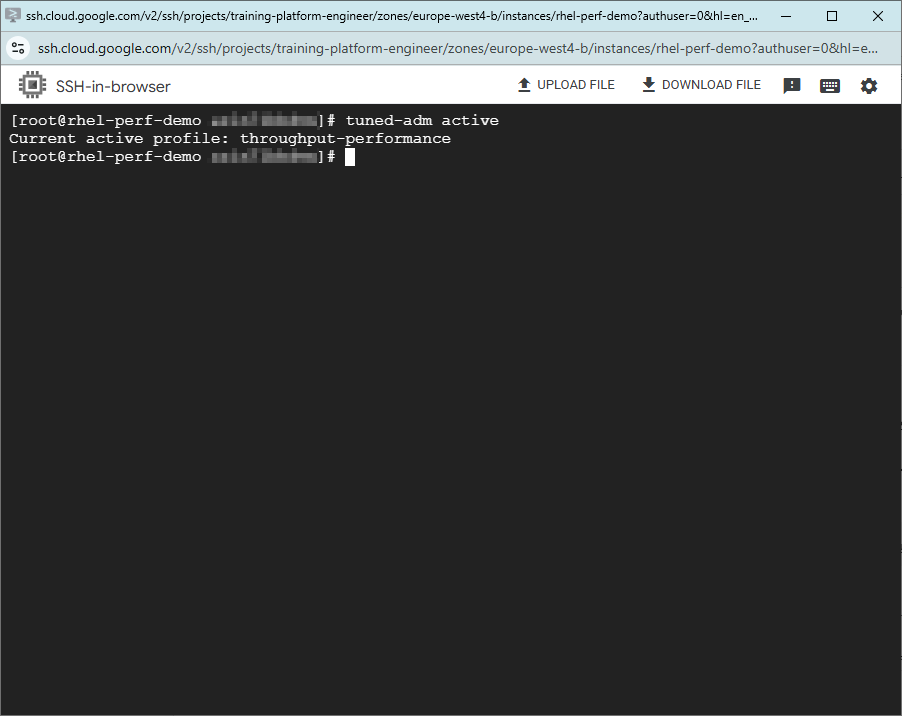 ssh.cloud.google.com/v2/ssh/projects/training-platform-engineer/zones/europe-west4-b/instances/rhel-perf-demo?authuser=0&hl=en_...
ssh.cloud.google.com/v2/ssh/projects/training-platform-engineer/zones/europe-west4-b/instances/rhel-perf-demo?authuser=0&hl=e...
SSH-in-browser UPLOAD FILE DOWNLOAD FILE
[root@rhel-perf-demo ]# tuned-adm active
Current active profile: throughput-performance
[root@rhel-perf-demo ]#